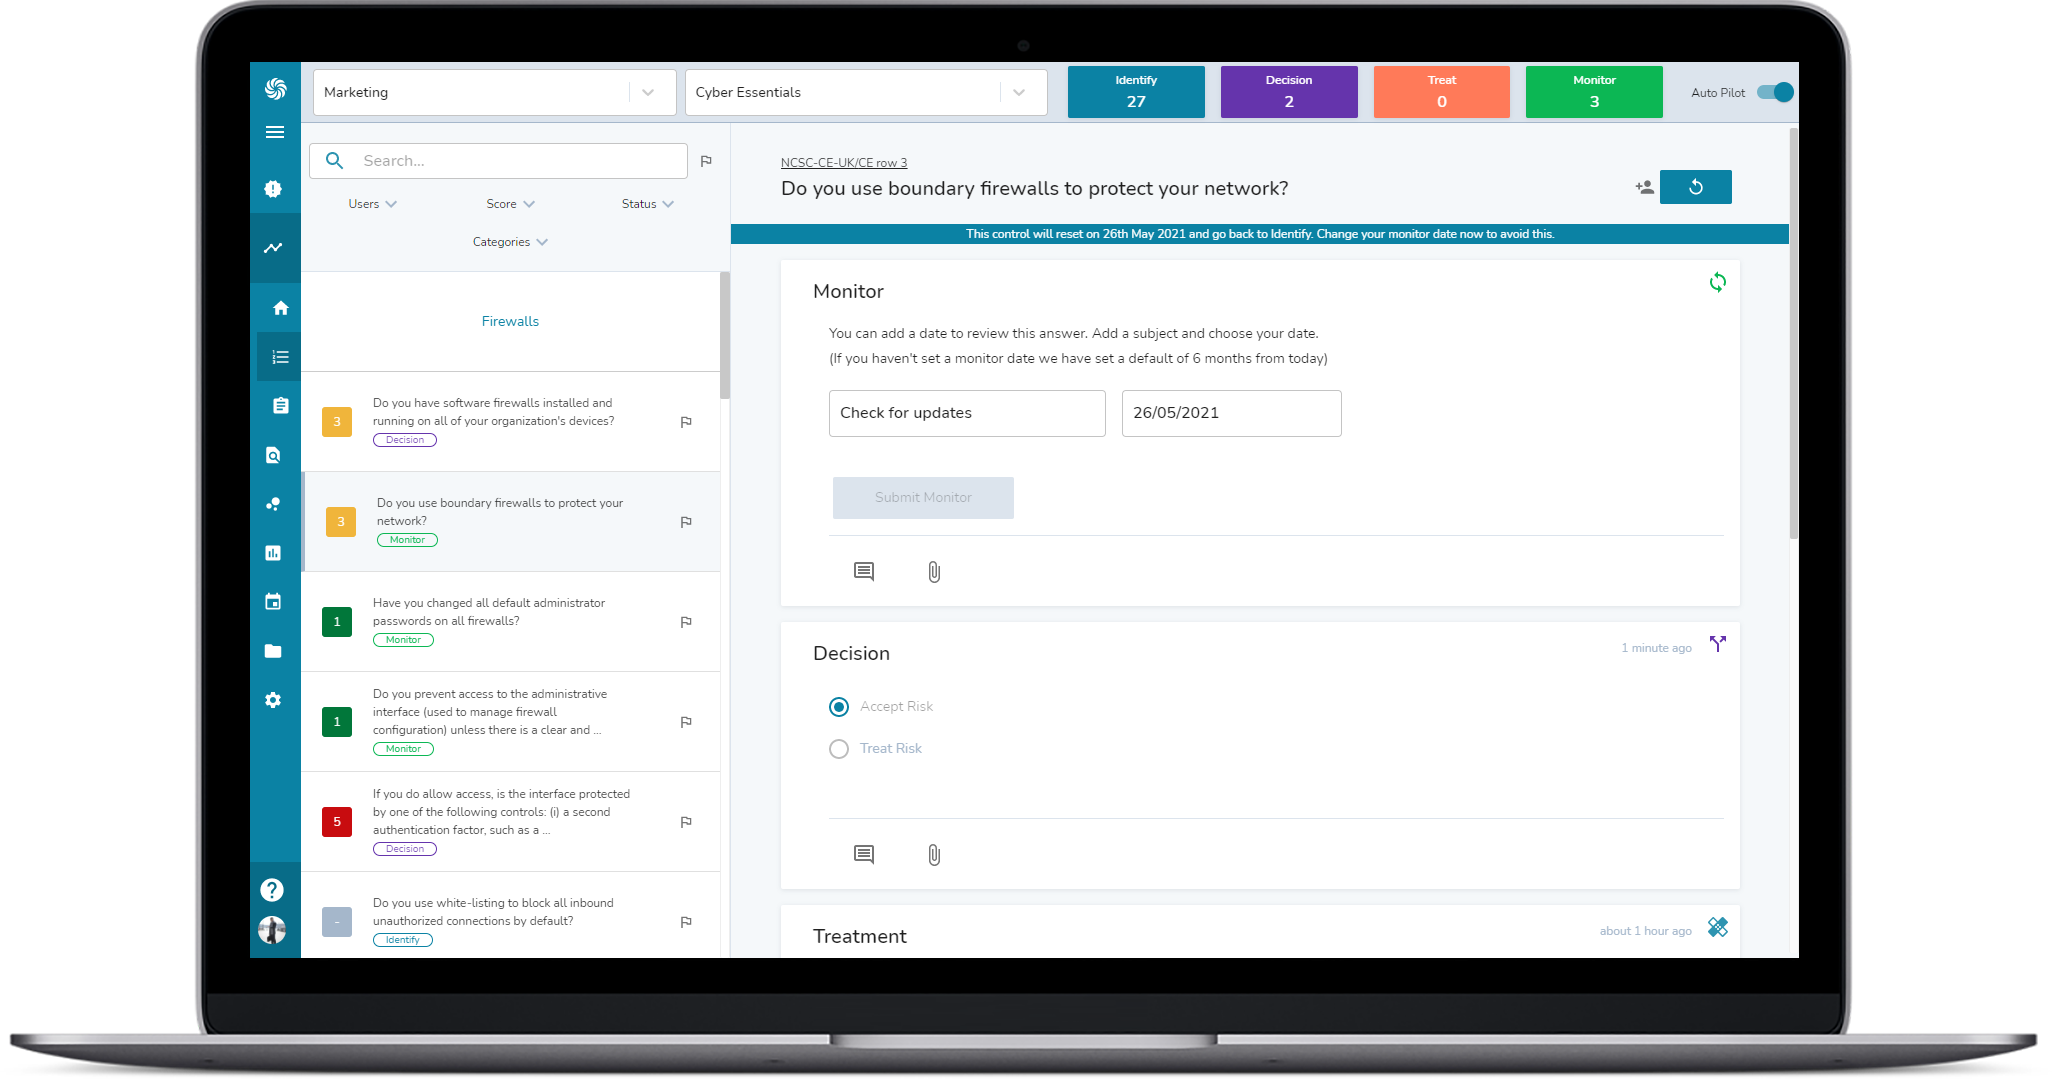 Marketing
Cyber Essentials
Identify
27
Decision
2
Treat
0
Monitor
3
Auto Pilot
Search...
Users
Score
Status
Categories
Firewalls
3
Do you have software firewalls installed and
running on all of your organization's devices?
Decision
3
Do you use boundary firewalls to protect your
network?
Monitor
1
Have you changed all default administrator
passwords on all firewalls?
Monitor
1
Do you prevent access to the administrative
interface (used to manage firewall
configuration) unless there is a clear and ...
Monitor
5
If you do allow access, is the interface protected
by one of the following controls: (i) a second
authentication factor, such as a ...
Decision
-
Do you use white-listing to block all inbound
unauthorized connections by default?
Identify
NCSC-CE-UK/CE row 3
Do you use boundary firewalls to protect your network?
This control will reset on 26th May 2021 and go back to Identify. Change your monitor date now to avoid this.
Monitor
You can add a date to review this answer. Add a subject and choose your date.
(If you haven't set a monitor date we have set a default of 6 months from today)
Check for updates
26/05/2021
Submit Monitor
Decision
1 minute ago
Accept Risk
Treat Risk
Treatment
about 1 hour ago